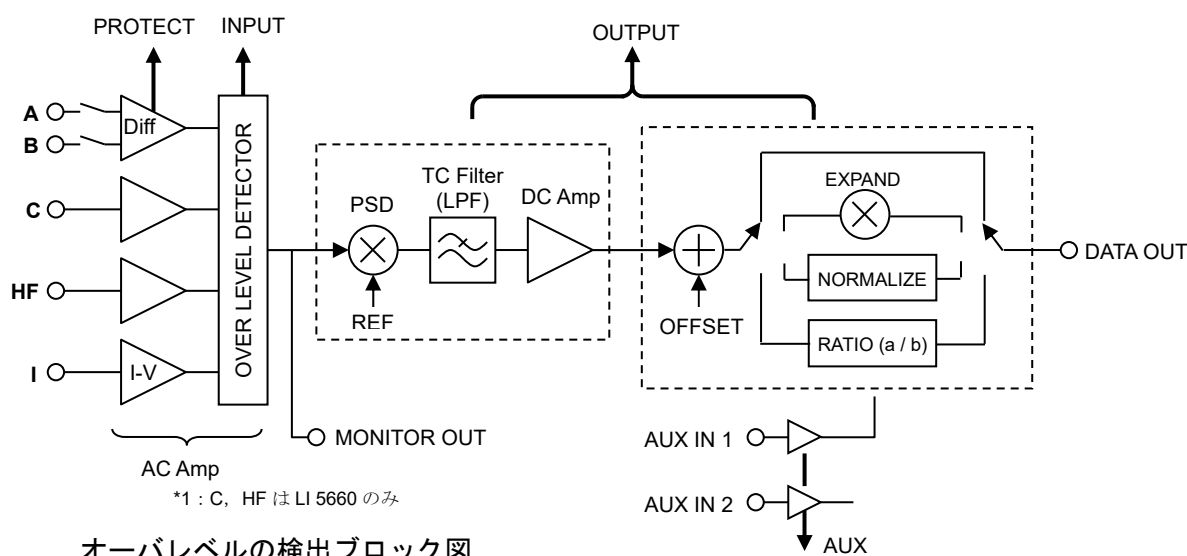 PROTECT
INPUT
OUTPUT
A
B
Diff
C
HF
I
I-V
OVER LEVEL DETECTOR
PSD
TC Filter
(LPF)
DC Amp
REF
EXPAND
NORMALIZE
OFFSET
RATIO (a / b)
DATA OUT
MONITOR OUT
AC Amp
*1：C，HF は LI 5660 のみ
AUX IN 1
AUX IN 2
AUX
オーバレベルの検出ブロック図